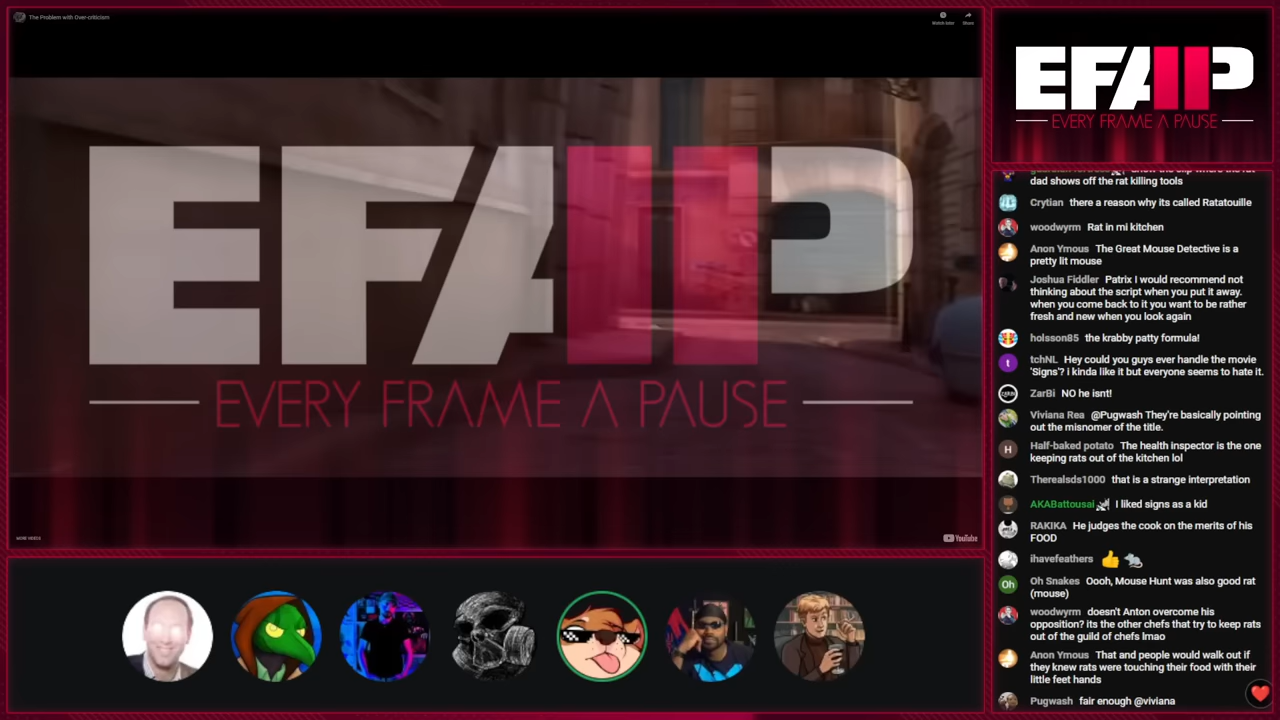 The Problem with Over-criticism
Watch later
Share
EFAP
EVERY FRAME A PAUSE
MORE VIDEOS
YouTube
EFAP
EVERY FRAME A PAUSE
dad shows off the rat killing tools
Crytian there a reason why its called Ratatouille
woodwyrm Rat in mi kitchen
Anon Ymous The Great Mouse Detective is a
pretty lit mouse
Joshua Fiddler Patrix I would recommend not
thinking about the script when you put it away.
when you come back to it you want to be rather
fresh and new when you look again
holsson85 the krabby patty formula!
t
tchNL Hey could you guys ever handle the movie
'Signs'? i kinda like it but everyone seems to hate it.
ZarBi NO he isnt!
Viviana Rea @Pugwash They're basically pointing
out the misnomer of the title.
H
Half-baked potato The health inspector is the one
keeping rats out of the kitchen lol
Therealsds1000 that is a strange interpretation
AKABattousai I liked signs as a kid
RAKIKA He judges the cook on the merits of his
FOOD
ihavefeathers 👍 🐀
Oh
Oh Snakes Oooh, Mouse Hunt was also good rat
(mouse)
woodwyrm doesn't Anton overcome his
opposition? its the other chefs that try to keep rats
out of the guild of chefs lmao
Anon Ymous That and people would walk out if
they knew rats were touching their food with their
little feet hands
Pugwash fair enough @viviana